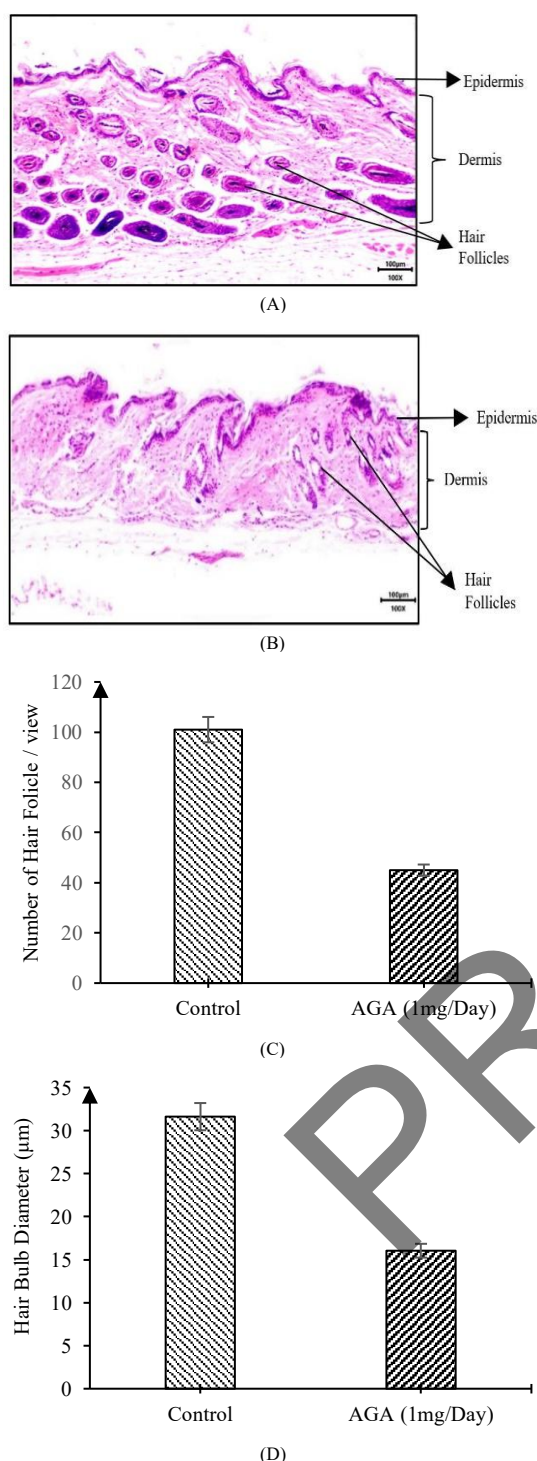 Epidermis
Dermis
Hair
Follicles
100µm
100X
(A)
Epidermis
Dermis
Hair
Follicles
100µm
100X
(B)
Number of Hair Folicle / view
120
100
80
60
40
20
0
Control
AGA (1mg/Day)
(C)
Hair Bulb Diameter (µm)
35
30
25
20
15
10
5
0
Control
AGA (1mg/Day)
(D)
PR